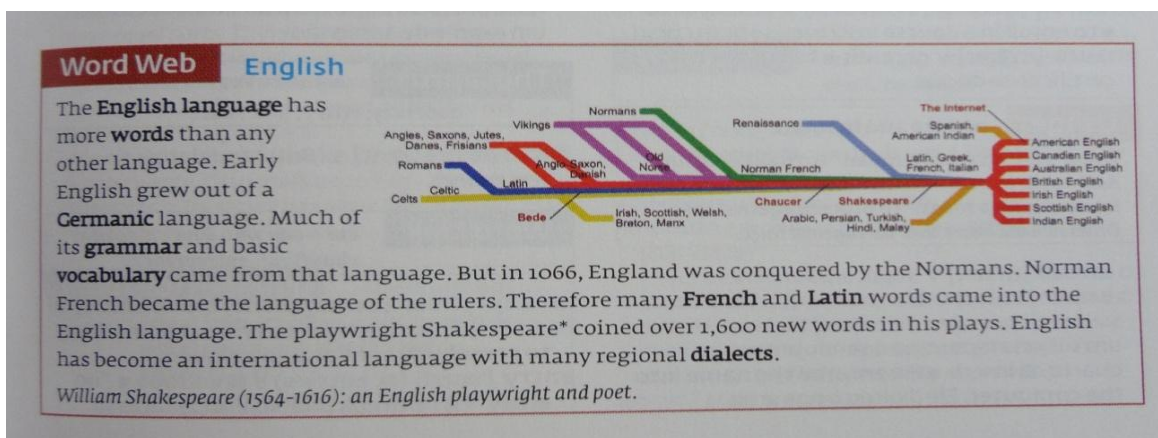 Word Web English
The English language has
more words than any
other language. Early
English grew out of a
Germanic language. Much of
its grammar and basic
vocabulary came from that language. But in 1066, England was conquered by the Normans. Norman
French became the language of the rulers. Therefore many French and Latin words came into the
English language. The playwright Shakespeare* coined over 1,600 new words in his plays. English
has become an international language with many regional dialects.
William Shakespeare (1564-1616): an English playwright and poet.
Normans
Vikings
Angles, Saxons, Jutes,
Danes, Frisians
Romans
Celts
Celtic
Latin
Anglo-Saxon,
Danish
Old
Norse
Bede
Irish, Scottish, Welsh,
Breton, Manx
Norman French
Renaissance
Chaucer
Shakespeare
Latin, Greek,
French, Italian
Arabic, Persian, Turkish,
Hindi, Malay
The Internet
Spanish,
American Indian
American English
Canadian English
Australian English
British English
Irish English
Scottish English
Indian English